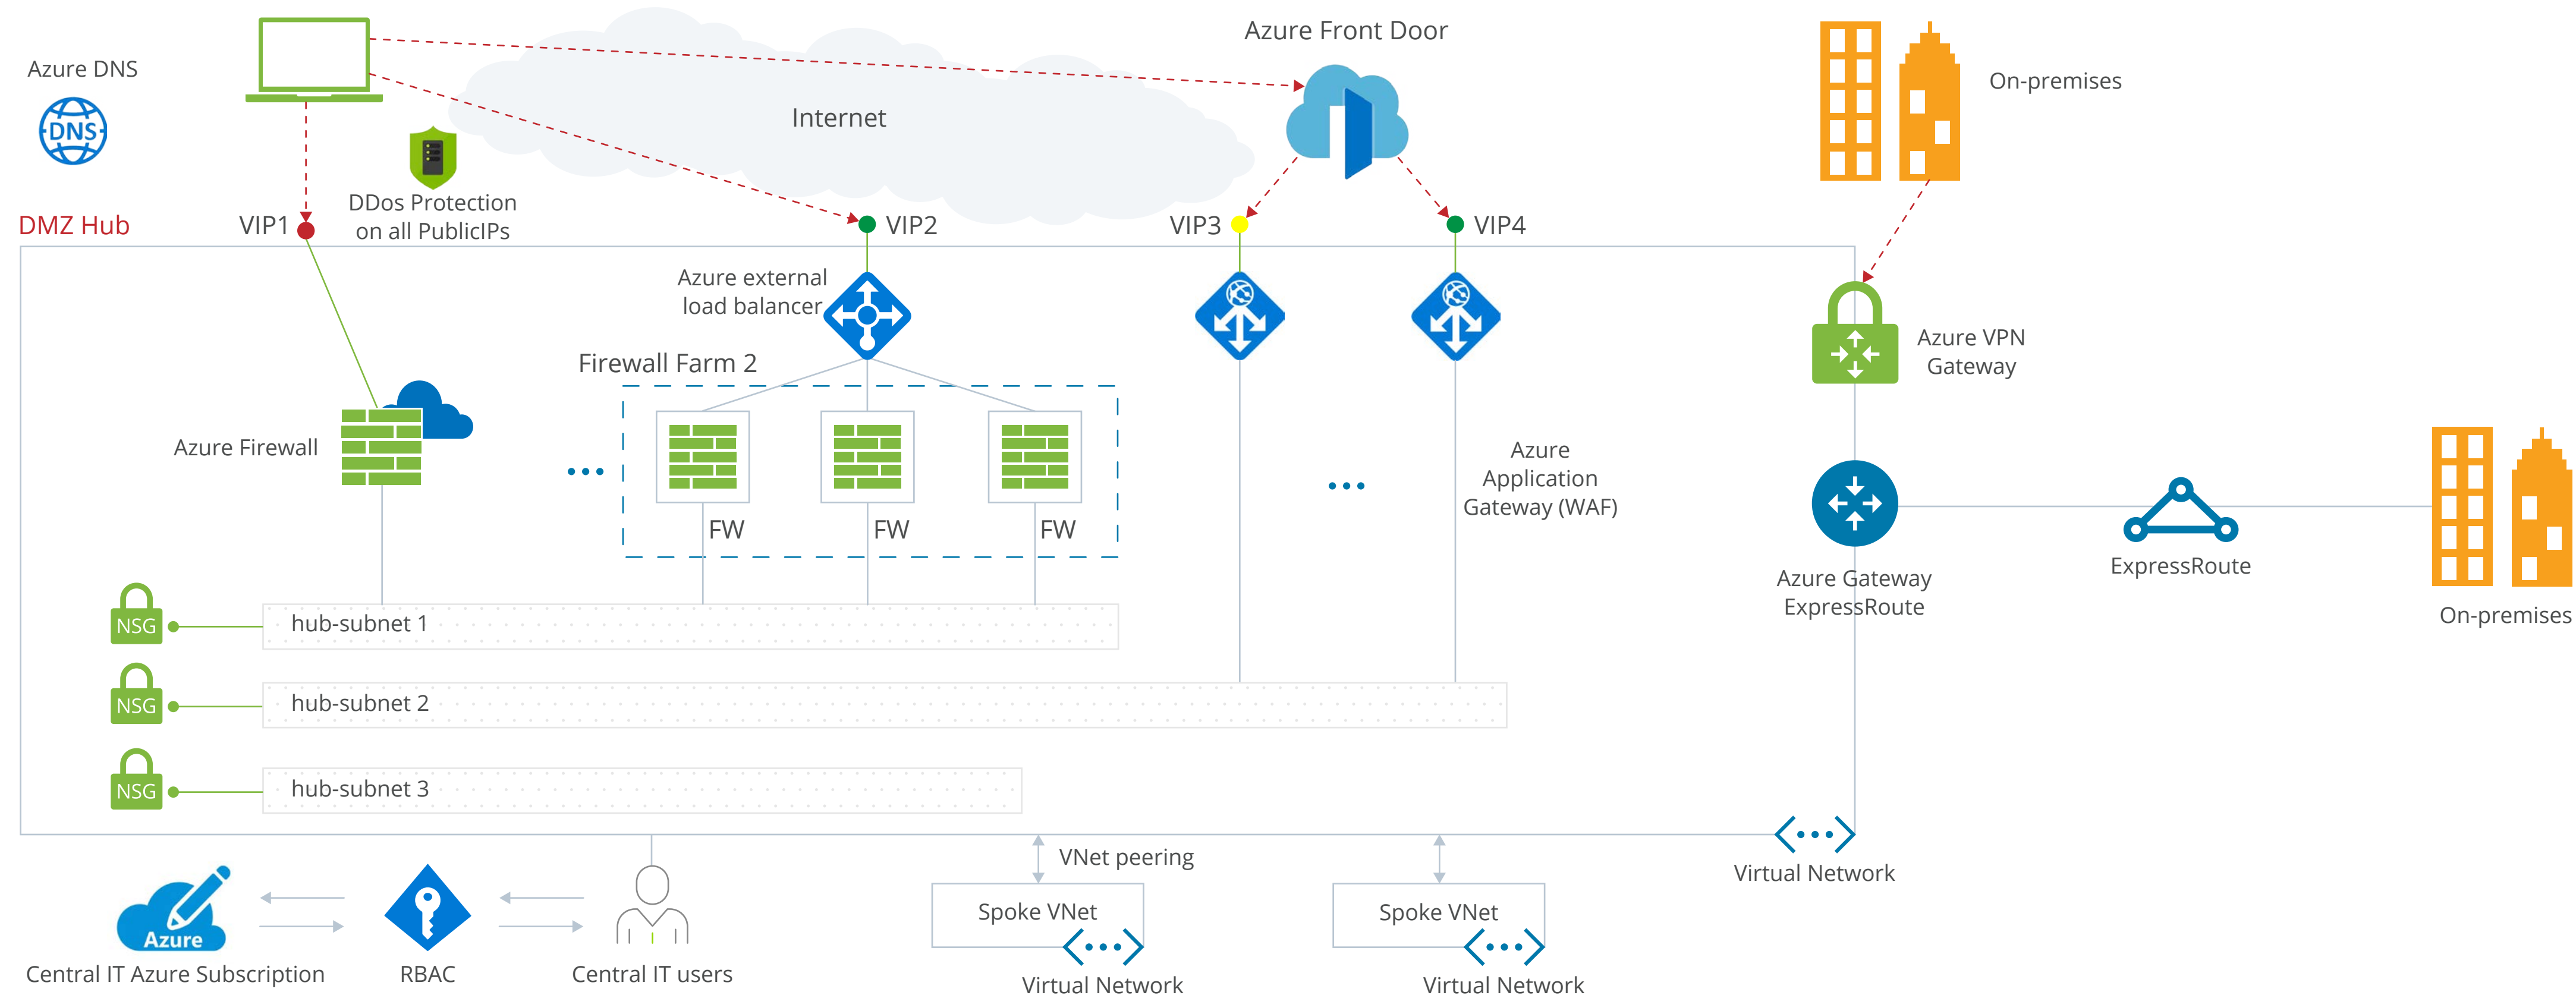 Azure Front Door
Azure DNS
DNS
On-premises
Internet
DDos Protection
on all PublicIPs
DMZ Hub
VIP1
VIP2
VIP3
VIP4
Azure external
load balancer
Azure VPN
Gateway
Firewall Farm 2
Azure Firewall
Azure
Application
Gateway (WAF)
FW
FW
FW
Azure Gateway
ExpressRoute
ExpressRoute
On-premises
NSG
hub-subnet 1
NSG
hub-subnet 2
NSG
hub-subnet 3
VNet peering
Virtual Network
Spoke VNet
Spoke VNet
Azure
Central IT Azure Subscription
RBAC
Central IT users
Virtual Network
Virtual Network